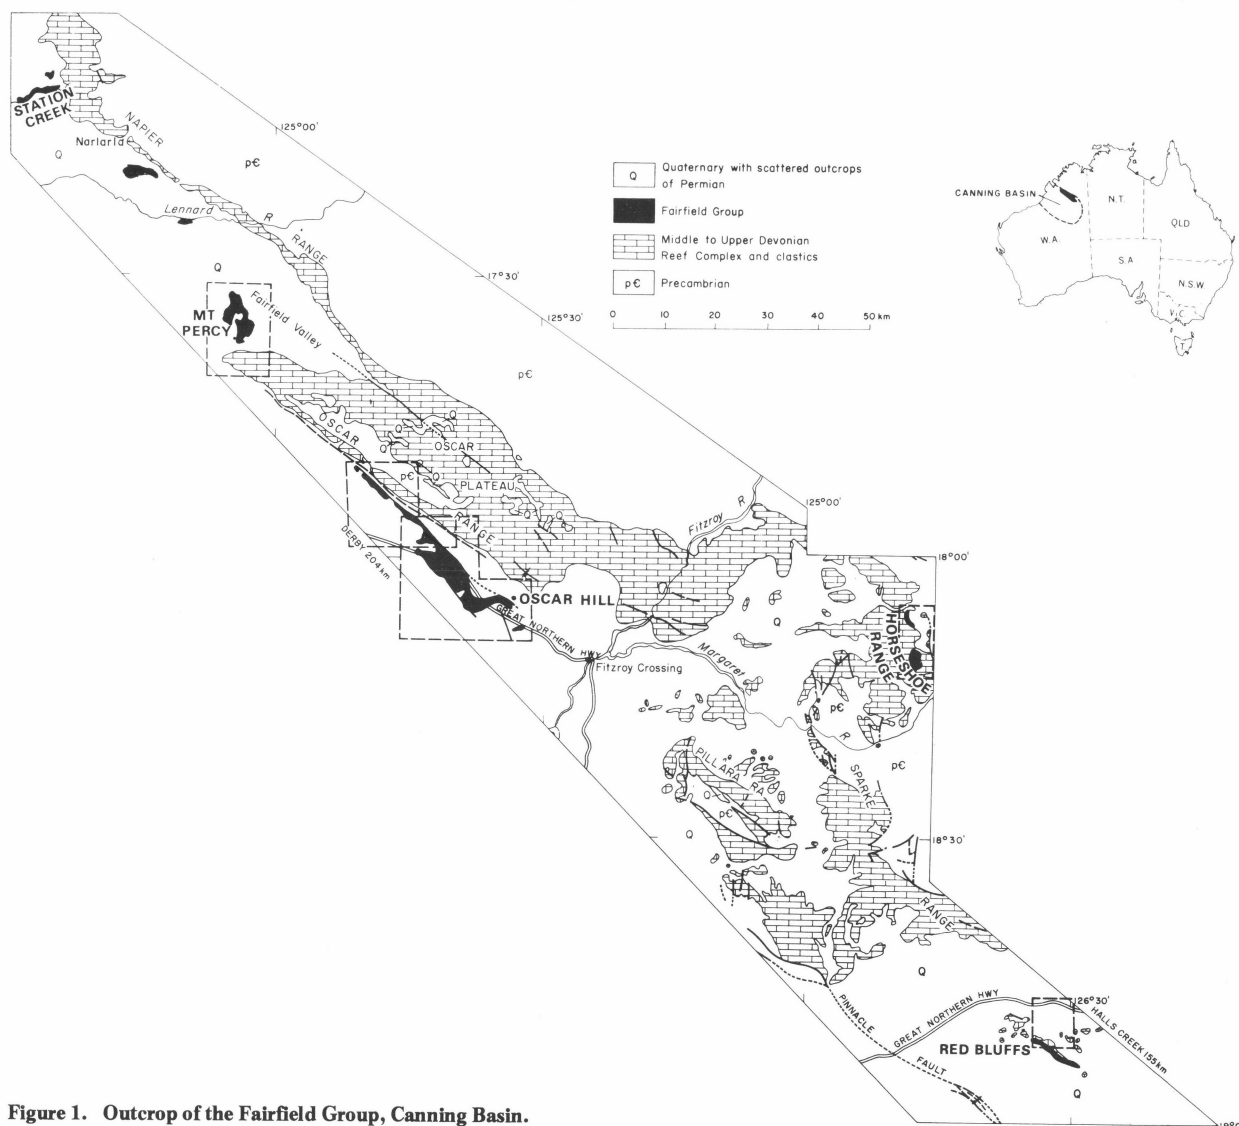 STATION
CREEK
NAPIER
Narlarla
Q
125°00'
p€
Lennard
R
RANGE
Q
17°30'
Fairfield Valley
MT
PERCY
125°30'
p€
Q
Quaternary with scattered outcrops
of Permian
Fairfield Group
Middle to Upper Devonian
Reef Complex and clastics
p€
Precambrian
0 10 20 30 40 50 km
CANNING BASIN
W.A.
N.T.
QLD
S.A
N.S.W
VIC
T
OSCAR
Q
Q
Q
OSCAR
p€
Q
PLATEAU
Q
Q
Q
RANGE
Fitzroy R
125°00'
18°00'
DERBY 204 km
OSCAR HILL
GREAT NORTHERN HWY
Fitzroy Crossing
Margaret
R
Q
HORSESHOE
RANGE
p€
p€
PILLARA RA
Q
p€
Q
SPARKE
RANGE
18°30'
Q
PINNACLE
FAULT
GREAT NORTHERN HWY
126°30'
HALLS CREEK 155km
RED BLUFFS
Q
Figure 1. Outcrop of the Fairfield Group, Canning Basin.